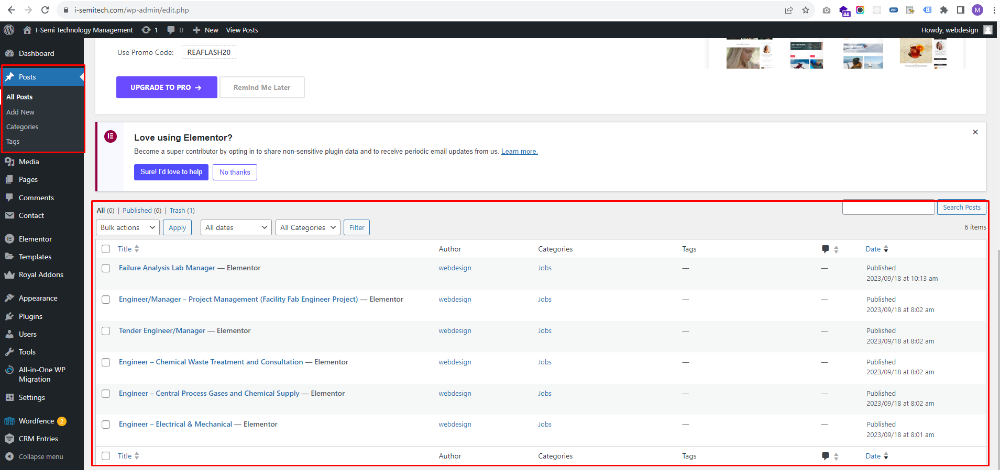 i-semitech.com/wp-admin/edit.php
44
ZIP
M
I-Semi Technology Management 1 0 New View Posts
Howdy, webdesign
Dashboard
Posts
All Posts
Add New
Categories
Tags
Media
Pages
Comments
Contact
Elementor
Templates
Royal Addons
Appearance
Plugins
Users
Tools
All-in-One WP
Migration
Settings
Wordfence 2
CRM Entries
Collapse menu
Use Promo Code: REAFLASH20
UPGRADE TO PRO → Remind Me Later
Love using Elementor?
Become a super contributor by opting in to share non-sensitive plugin data and to receive periodic email updates from us. Learn more.
Sure! I'd love to help No thanks
All (6) | Published (6) | Trash (1)
Search Posts
Bulk actions Apply All dates All Categories Filter
6 items
Title Author Categories Tags Date
Failure Analysis Lab Manager — Elementor webdesign Jobs — — Published
2023/09/18 at 10:13 am
Engineer/Manager – Project Management (Facility Fab Engineer Project) — Elementor webdesign Jobs — — Published
2023/09/18 at 8:02 am
Tender Engineer/Manager — Elementor webdesign Jobs — — Published
2023/09/18 at 8:02 am
Engineer – Chemical Waste Treatment and Consultation — Elementor webdesign Jobs — — Published
2023/09/18 at 8:02 am
Engineer – Central Process Gases and Chemical Supply — Elementor webdesign Jobs — — Published
2023/09/18 at 8:02 am
Engineer – Electrical & Mechanical — Elementor webdesign Jobs — — Published
2023/09/18 at 8:01 am
Title Author Categories Tags Date